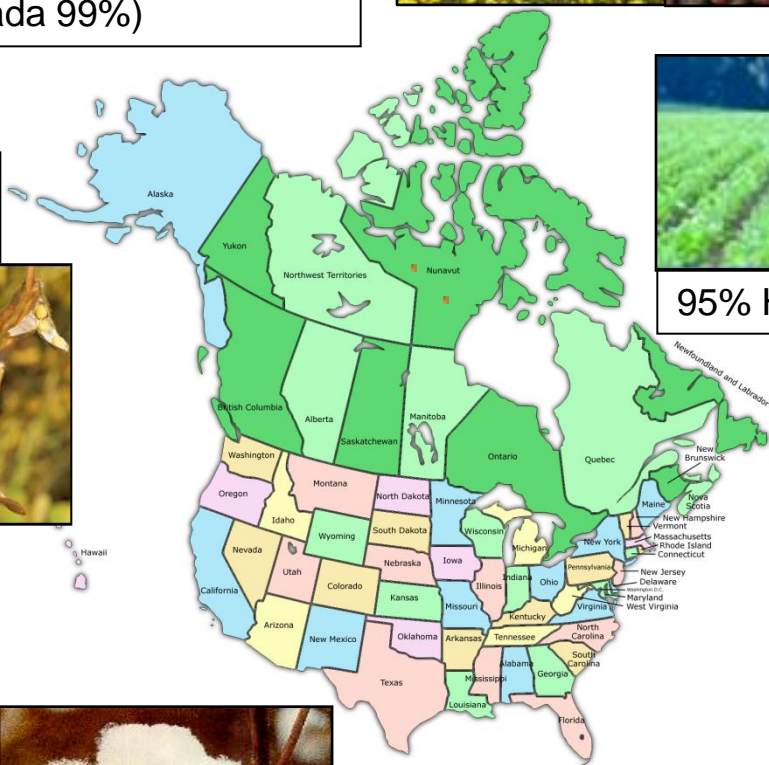 ada 99%)
95% h
Alaska
Yukon
Northwest Territories
Nunavut
British Columbia
Alberta
Saskatchewan
Manitoba
Ontario
Quebec
Newfoundland and Labrador
New
Brunswick
Nova
Scotia
Washington
Oregon
Idaho
Montana
North Dakota
Minnesota
Wisconsin
Michigan
Maine
New Hampshire
Vermont
Massachusetts
Rhode Island
Connecticut
New York
Hawaii
California
Nevada
Wyoming
South Dakota
Iowa
Nebraska
Utah
Colorado
Kansas
Missouri
Illinois
Indiana
Ohio
Pennsylvania
New Jersey
Delaware
Washington D.C.
Maryland
West Virginia
Virginia
Kentucky
Arizona
New Mexico
Oklahoma
Arkansas
Tennessee
North
Carolina
South
Carolina
Texas
Louisiana
Mississippi
Alabama
Georgia
Florida